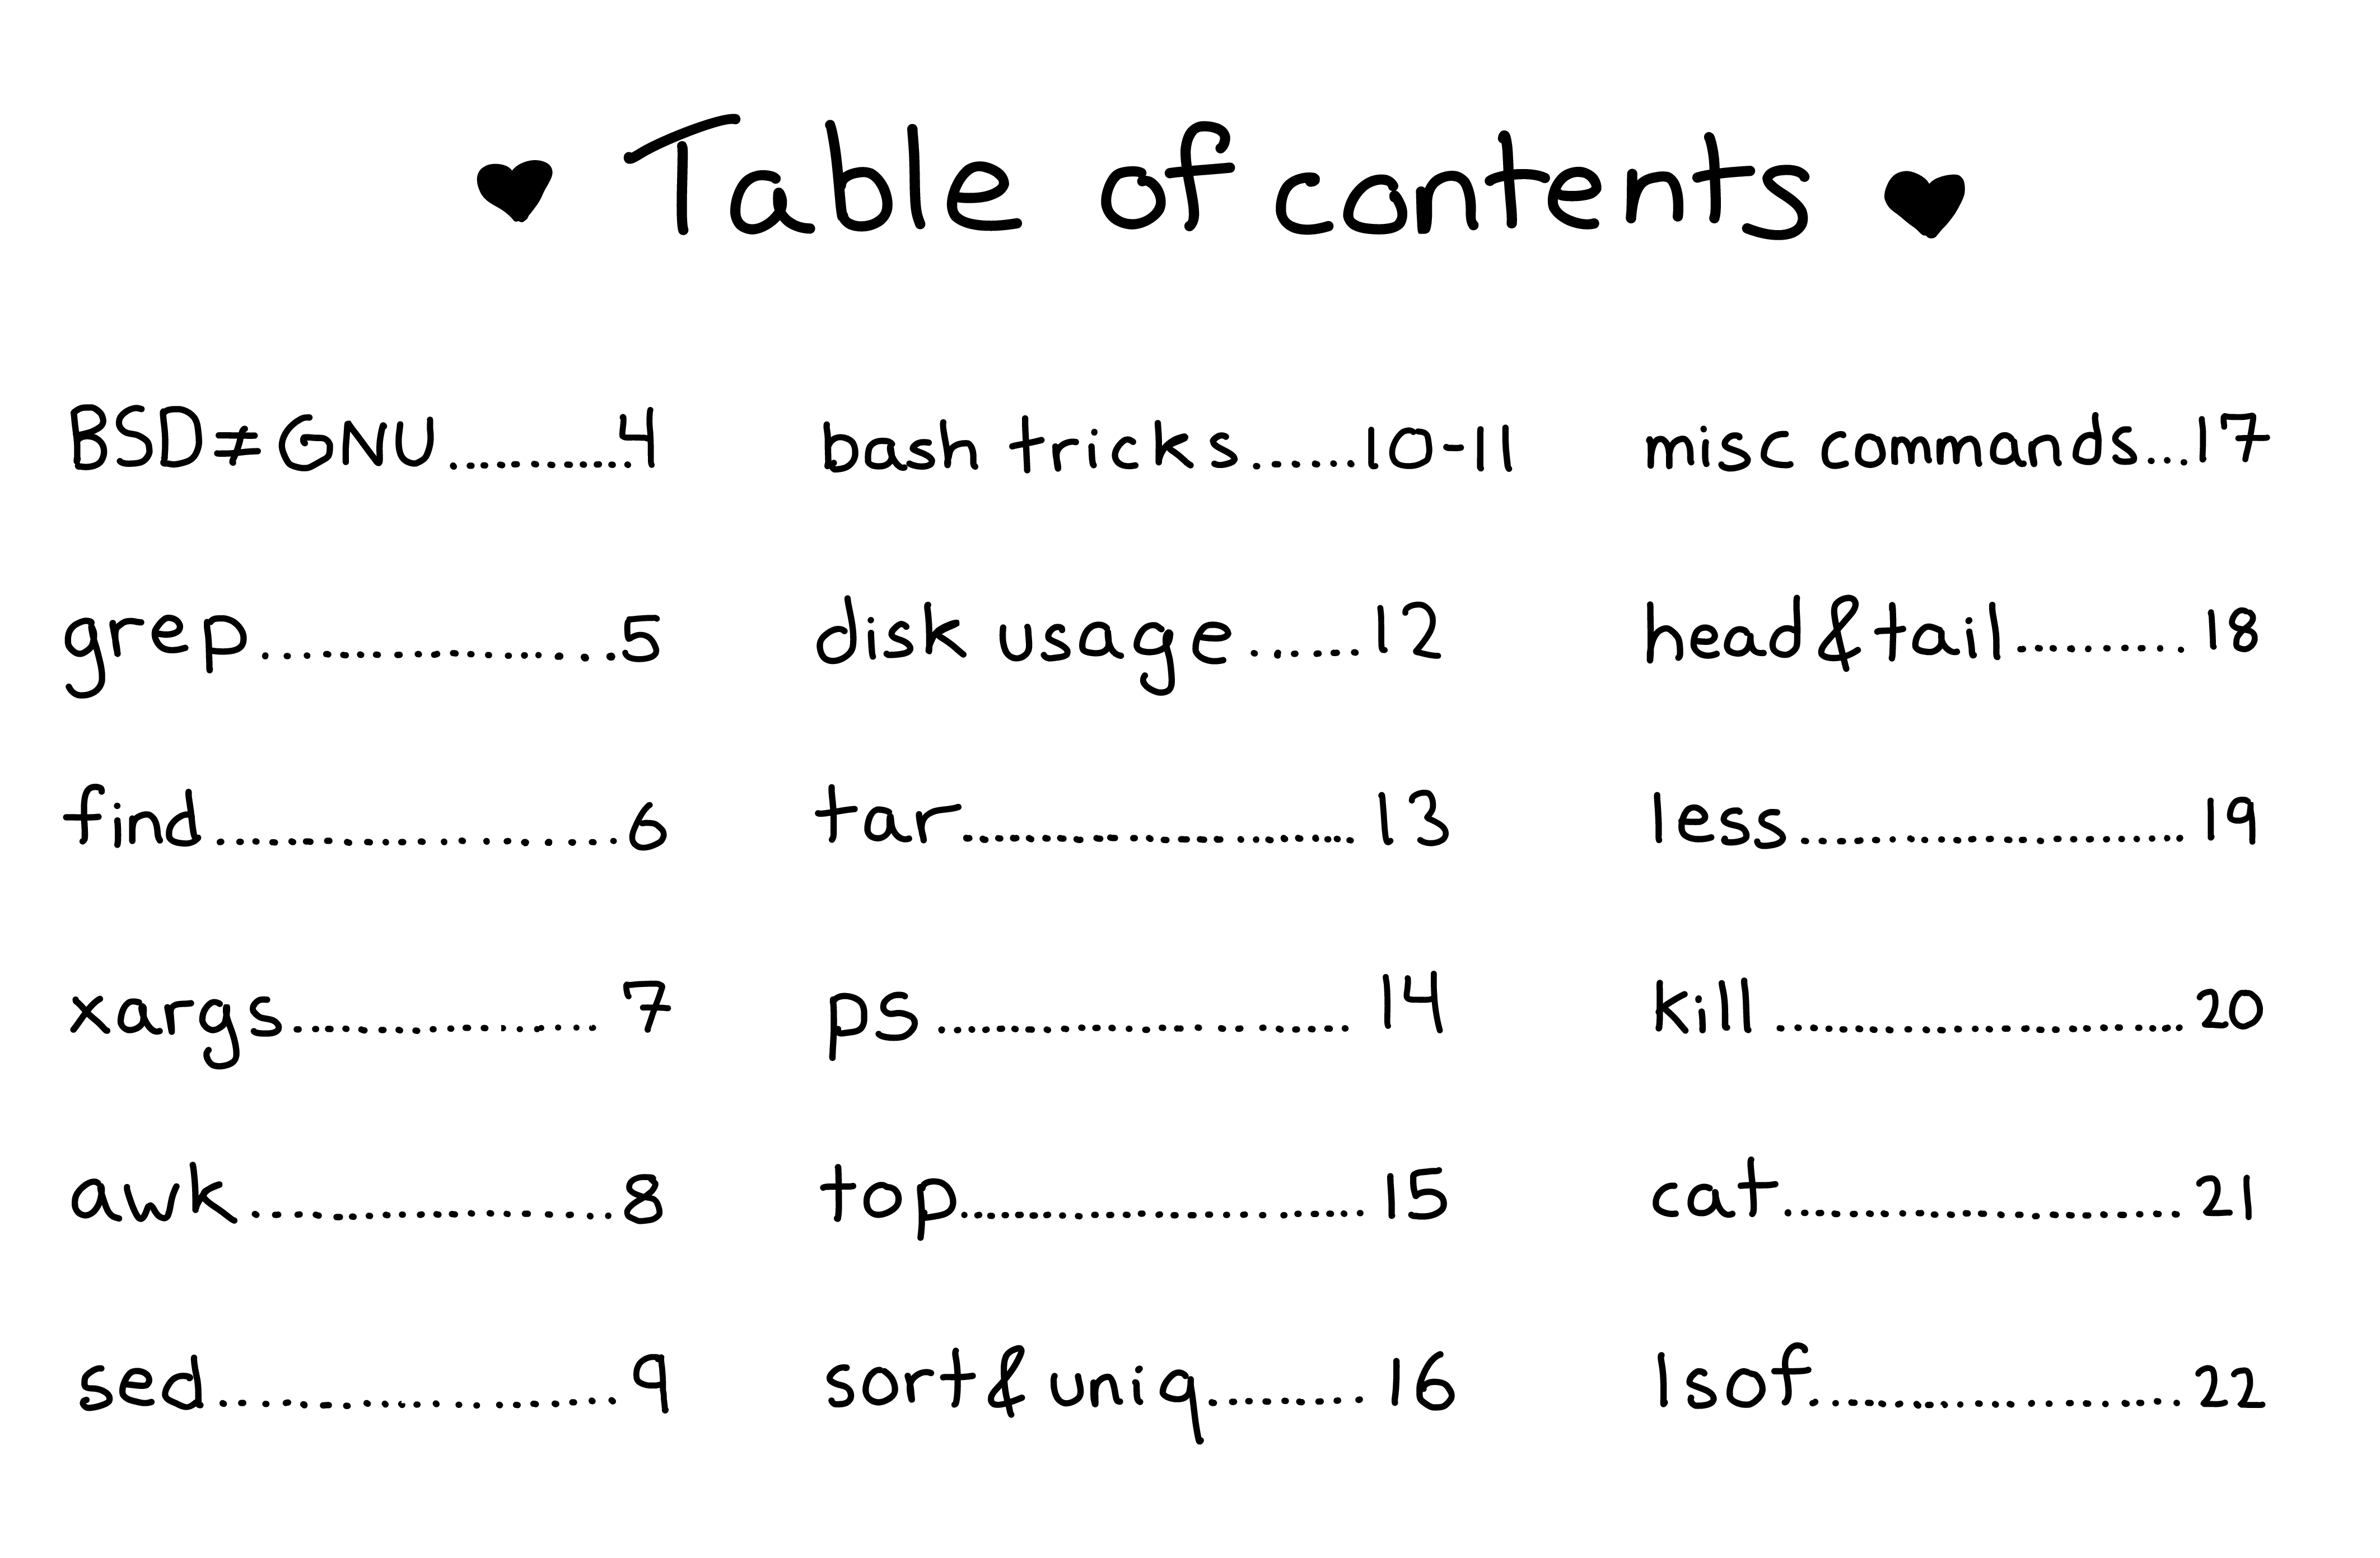 ♥ Table of contents ♥
BSD≠GNU...........4
grep...................5
find.....................6
xargs.................7
awk....................8
sed.....................9
bash tricks.......10-11
disk usage.......12
tar.........................13
ps.........................14
top........................15
sort&uniq.........16
misc commands...17
head&tail..........18
less........................19
kill..........................20
cat.........................21
lsof.......................22